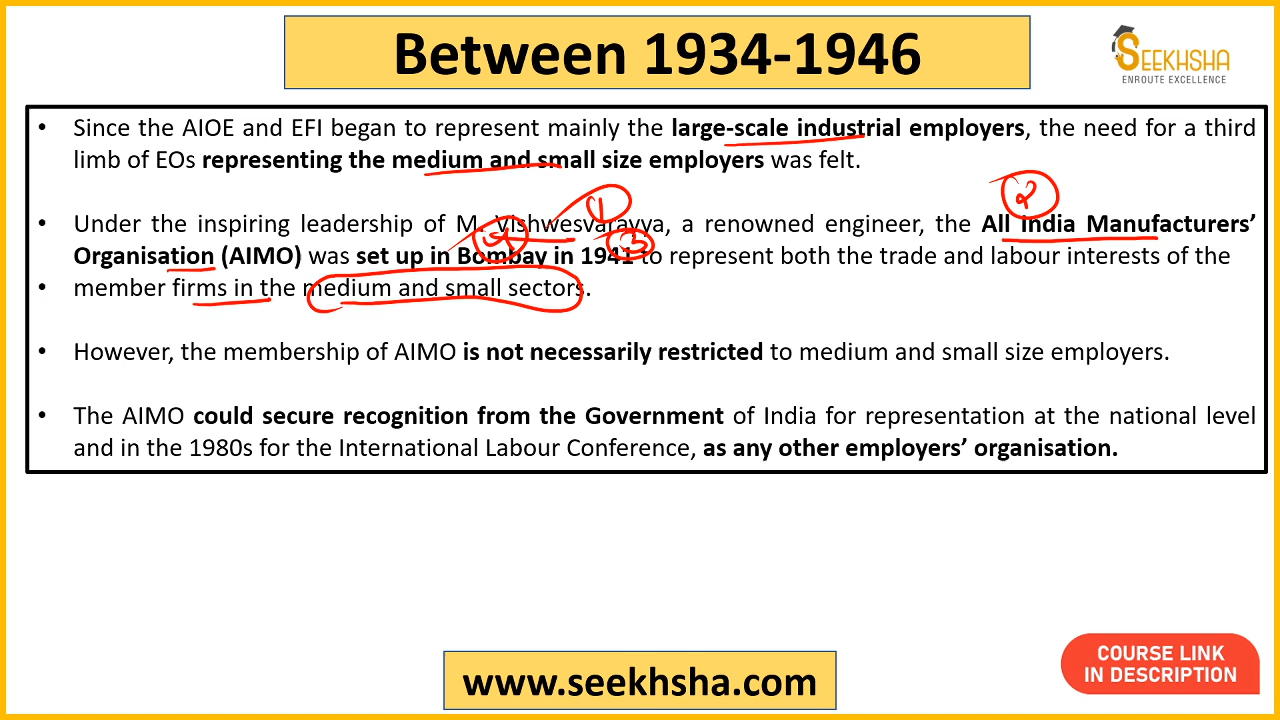 Between 1934-1946
SEEKHSHA
ENROUTE EXCELLENCE
• Since the AIOE and EFI began to represent mainly the large-scale industrial employers, the need for a third
limb of EOs representing the medium and small size employers was felt.
• Under the inspiring leadership of M. Vishwesvarayya, a renowned engineer, the All India Manufacturers’
Organisation (AIMO) was set up in Bombay in 1941 to represent both the trade and labour interests of the
• member firms in the medium and small sectors.
• However, the membership of AIMO is not necessarily restricted to medium and small size employers.
• The AIMO could secure recognition from the Government of India for representation at the national level
and in the 1980s for the International Labour Conference, as any other employers’ organisation.
1
2
3
4
www.seekhsha.com
COURSE LINK
IN DESCRIPTION